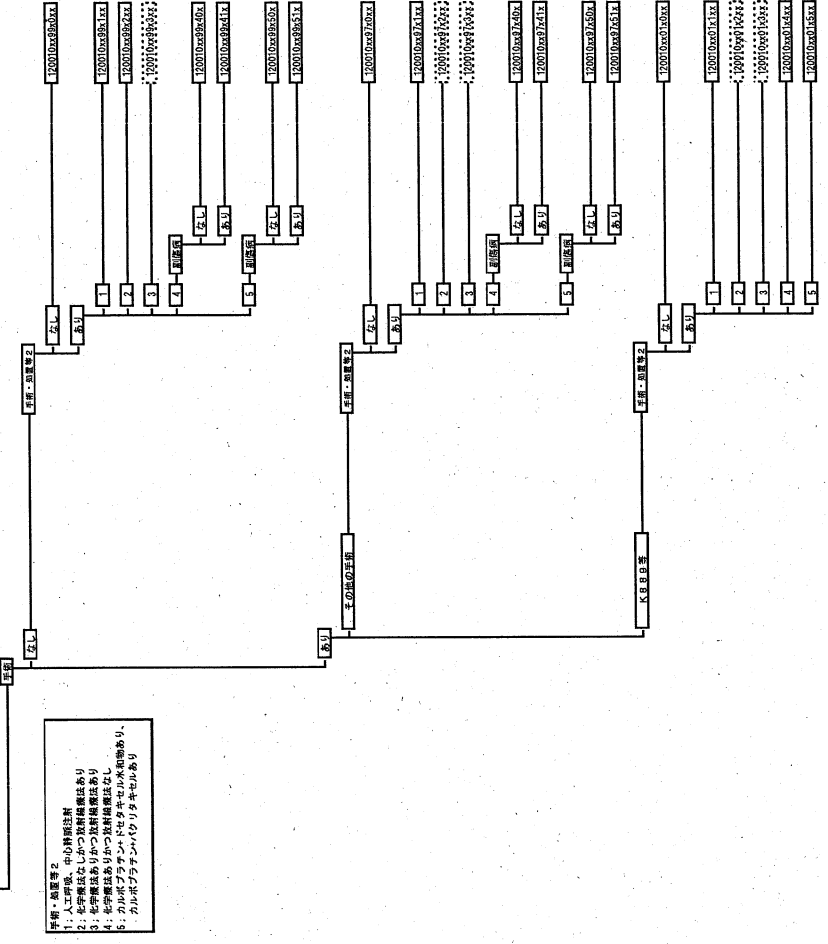 手術
なし
手術・処置等2
なし
120010xx99x0xx
あり
1
120010xx99x1xx
2
120010xx99x2xx
3
120010xx99x3xx
4
副傷病
なし
120010xx99x40x
あり
120010xx99x41x
5
副傷病
なし
120010xx99x50x
あり
120010xx99x51x
あり
その他の手術
手術・処置等2
なし
120010xx97x0xx
あり
1
120010xx97x1xx
2
120010xx97x2xx
3
120010xx97x3xx
4
副傷病
なし
120010xx97x40x
あり
120010xx97x41x
5
副傷病
なし
120010xx97x50x
あり
120010xx97x51x
K889等
手術・処置等2
なし
120010xx01x0xx
あり
1
120010xx01x1xx
2
120010xx01x2xx
3
120010xx01x3xx
4
120010xx01x4xx
5
120010xx01x5xx
手術・処置等2
1;人工呼吸、中心静脈注射
2;化学療法なしかつ放射線療法あり
3;化学療法ありかつ放射線療法あり
4;化学療法ありかつ放射線療法なし
5;カルボプラチン+ドセタキセル水和物あり、
カルボプラチン+パクリタキセルあり